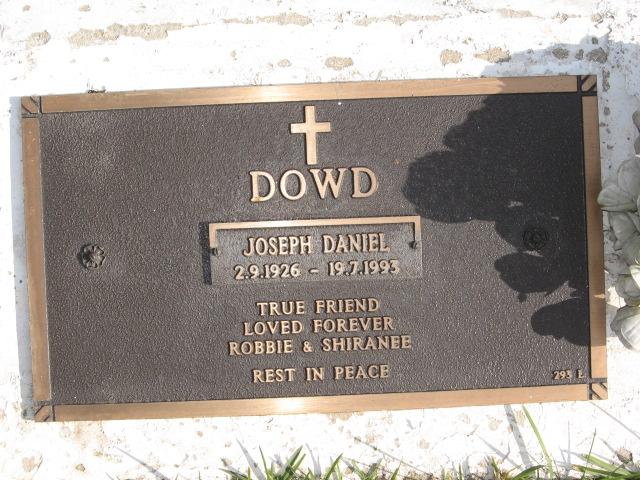 DOWD
JOSEPH DANIEL
2.9.1926 - 19.7.1993
TRUE FRIEND
LOVED FOREVER
ROBBIE & SHIRANEE
REST IN PEACE
293 L